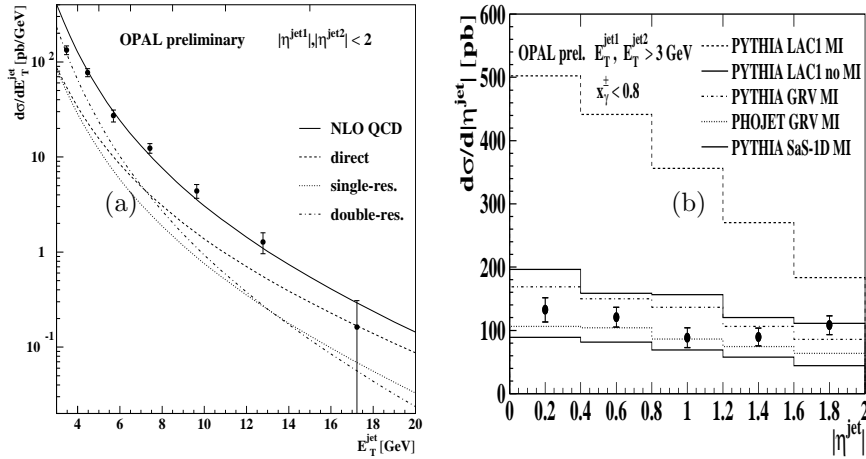 dσ/dE_T^jet [pb/GeV]
OPAL preliminary |η^jet1|,|η^jet2| < 2
10^2
10
1
10^-1
NLO QCD
direct
single-res.
double-res.
(a)
4 6 8 10 12 14 16 18 20
E_T^jet [GeV]
dσ/d|η^jet| [pb]
600
500
400
300
200
100
0
OPAL prel. E_T^jet1, E_T^jet2 > 3 GeV
x_γ^± < 0.8
PYTHIA LAC1 MI
PYTHIA LAC1 no MI
PYTHIA GRV MI
PHOJET GRV MI
PYTHIA SaS-1D MI
(b)
0 0.2 0.4 0.6 0.8 1 1.2 1.4 1.6 1.8 2
|η^jet|